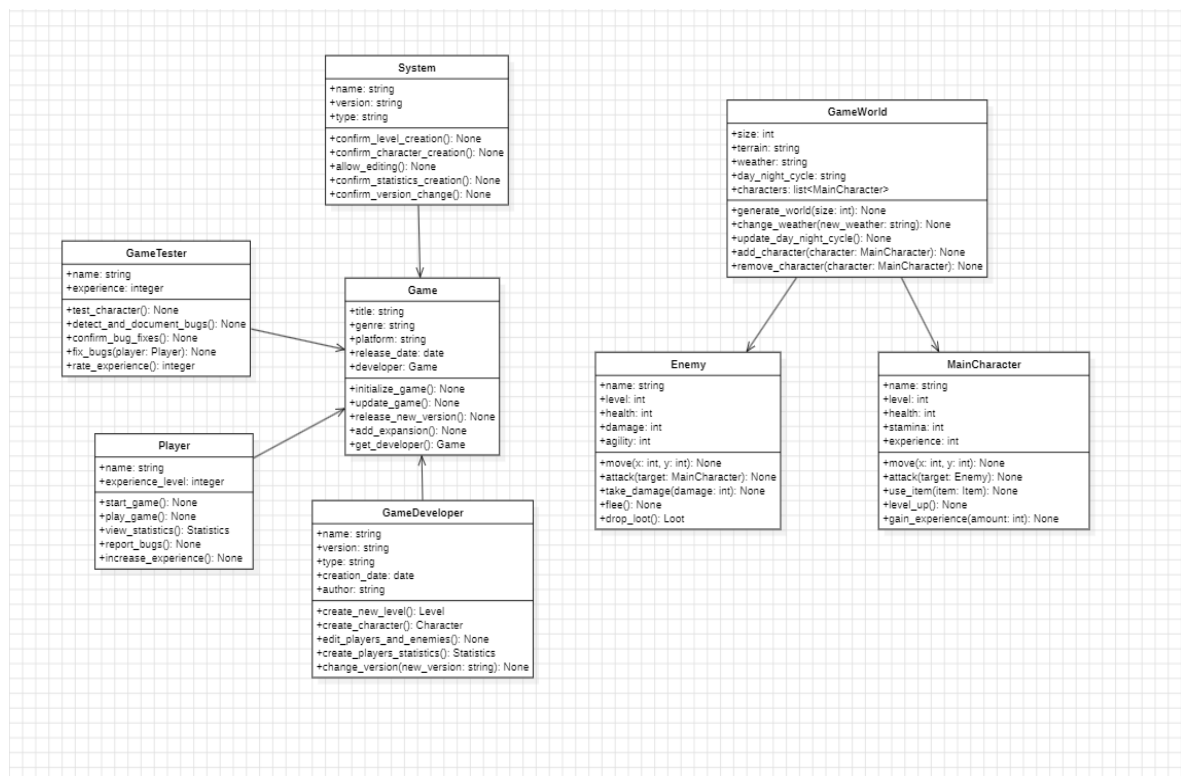 System
+name: string
+version: string
+type: string
+confirm_level_creation(): None
+confirm_character_creation(): None
+allow_editing(): None
+confirm_statistics_creation(): None
+confirm_version_change(): None
GameWorld
+size: int
+terrain: string
+weather: string
+day_night_cycle: string
+characters: list<MainCharacter>
+generate_world(size: int): None
+change_weather(new_weather: string): None
+update_day_night_cycle(): None
+add_character(character: MainCharacter): None
+remove_character(character: MainCharacter): None
GameTester
+name: string
+experience: integer
+test_character(): None
+detect_and_document_bugs(): None
+confirm_bug_fixes(): None
+fix_bugs(player: Player): None
+rate_experience(): integer
Game
+title: string
+genre: string
+platform: string
+release_date: date
+developer: Game
+initialize_game(): None
+update_game(): None
+release_new_version(): None
+add_expansion(): None
+get_developer(): Game
Enemy
+name: string
+level: int
+health: int
+damage: int
+agility: int
+move(x: int, y: int): None
+attack(target: MainCharacter): None
+take_damage(damage: int): None
+flee(): None
+drop_loot(): Loot
MainCharacter
+name: string
+level: int
+health: int
+stamina: int
+experience: int
+move(x: int, y: int): None
+attack(target: Enemy): None
+use_item(item: Item): None
+level_up(): None
+gain_experience(amount: int): None
Player
+name: string
+experience_level: integer
+start_game(): None
+play_game(): None
+view_statistics(): Statistics
+report_bugs(): None
+increase_experience(): None
GameDeveloper
+name: string
+version: string
+type: string
+creation_date: date
+author: string
+create_new_level(): Level
+create_character(): Character
+edit_players_and_enemies(): None
+create_players_statistics(): Statistics
+change_version(new_version: string): None